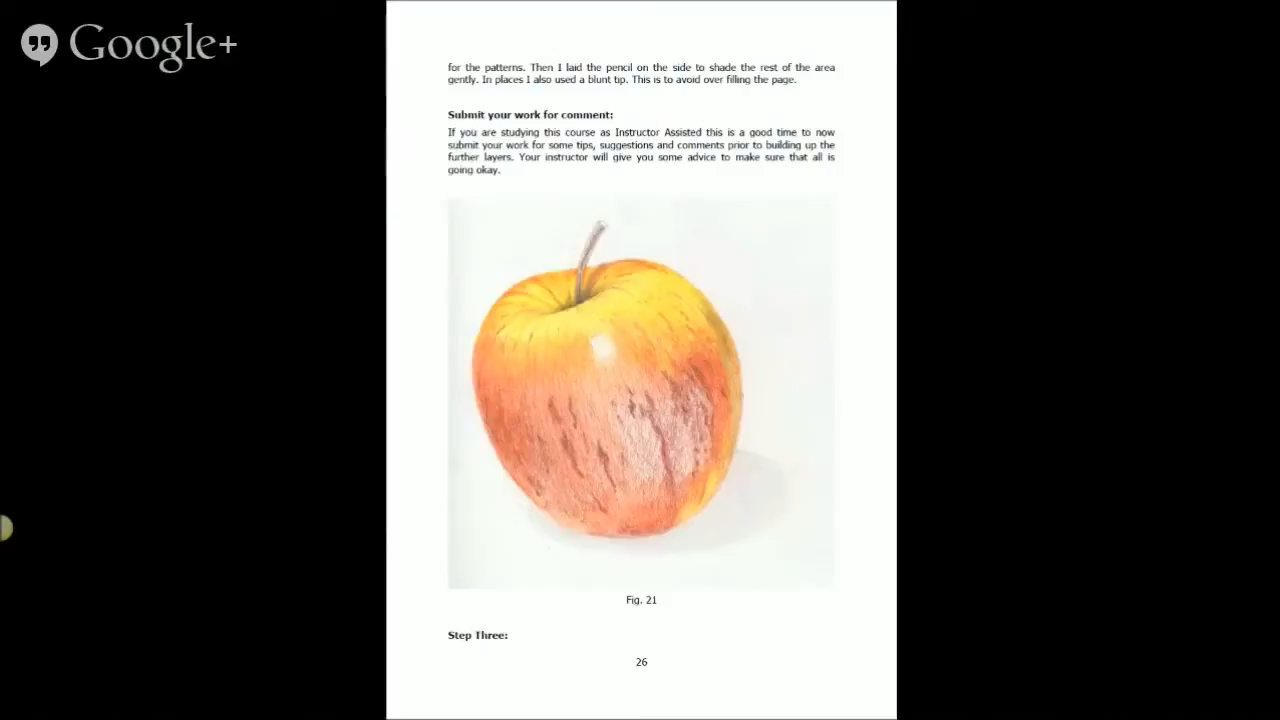 Google+
for the patterns. Then I laid the pencil on the side to shade the rest of the area
gently. In places I also used a blunt tip. This is to avoid over filling the page.
Submit your work for comment:
If you are studying this course as Instructor Assisted this is a good time to now
submit your work for some tips, suggestions and comments prior to building up the
further layers. Your instructor will give you some advice to make sure that all is
going okay.
Fig. 21
Step Three:
26